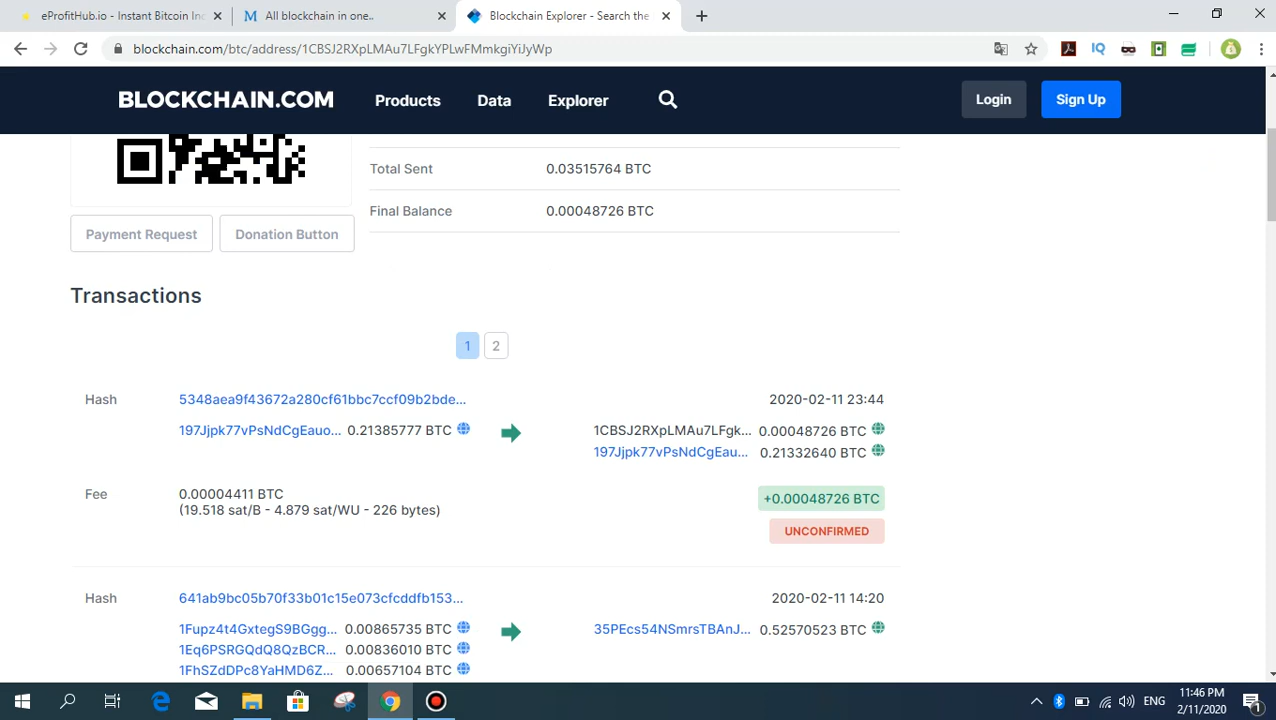 eProfitHub.io - Instant Bitcoin Inc
All blockchain in one..
Blockchain Explorer - Search the
blockchain.com/btc/address/1CBSJ2RXpLMAu7LFgkYPLwFMmkgiYiJyWp
IQ
BLOCKCHAIN.COM
Products
Data
Explorer
Login
Sign Up
Total Sent 0.03515764 BTC
Final Balance 0.00048726 BTC
Payment Request
Donation Button
Transactions
1 2
Hash 5348aea9f43672a280cf61bbc7ccf09b2bde... 2020-02-11 23:44
197Jjpk77vPsNdCgEauo... 0.21385777 BTC 1CBSJ2RXpLMAu7LFgk... 0.00048726 BTC
197Jjpk77vPsNdCgEau... 0.21332640 BTC
Fee 0.00004411 BTC +0.00048726 BTC
(19.518 sat/B - 4.879 sat/WU - 226 bytes)
UNCONFIRMED
Hash 641ab9bc05b70f33b01c15e073cfcddfb153... 2020-02-11 14:20
1Fupz4t4GxtegS9BGgg... 0.00865735 BTC 35PEcs54NSmrsTBAnJ... 0.52570523 BTC
1Eq6PSRGQdQ8QzBCR... 0.00836010 BTC
1FhSZdDPc8YaHMD6Z... 0.00657104 BTC
ENG
11:46 PM
2/11/2020
1